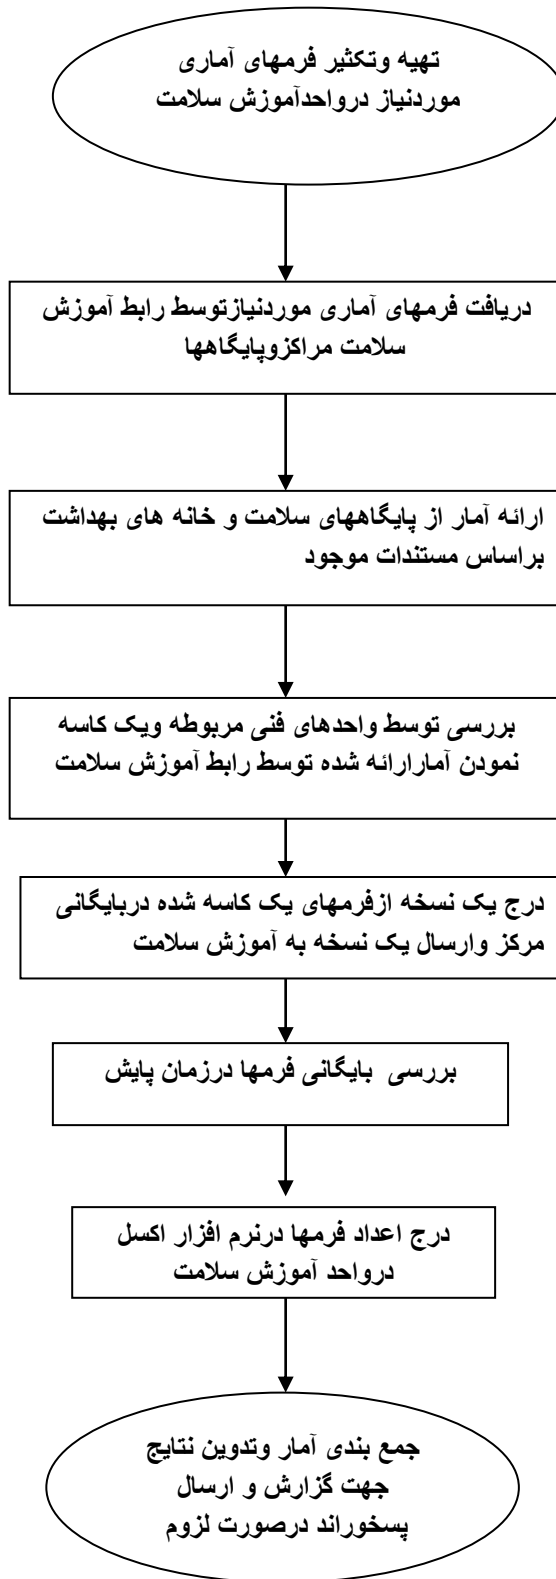 تهیه وتکثیر فرمهای آماری
موردنیاز درواحدآموزش سلامت
دریافت فرمهای آماری موردنیازتوسط رابط آموزش
سلامت مراکزوپایگاهها
ارائه آمار از پایگاههای سلامت و خانه های بهداشت
براساس مستندات موجود
بررسی توسط واحدهای فنی مربوطه ویک کاسه
نمودن آمارارائه شده توسط رابط آموزش سلامت
درج یک نسخه ازفرمهای یک کاسه شده دربایگانی
مرکز وارسال یک نسخه به آموزش سلامت
بررسی بایگانی فرمها درزمان پایش
درج اعداد فرمها درنرم افزار اکسل
درواحد آموزش سلامت
جمع بندی آمار وتدوین نتایج
جهت گزارش و ارسال
پسخوراند درصورت لزوم